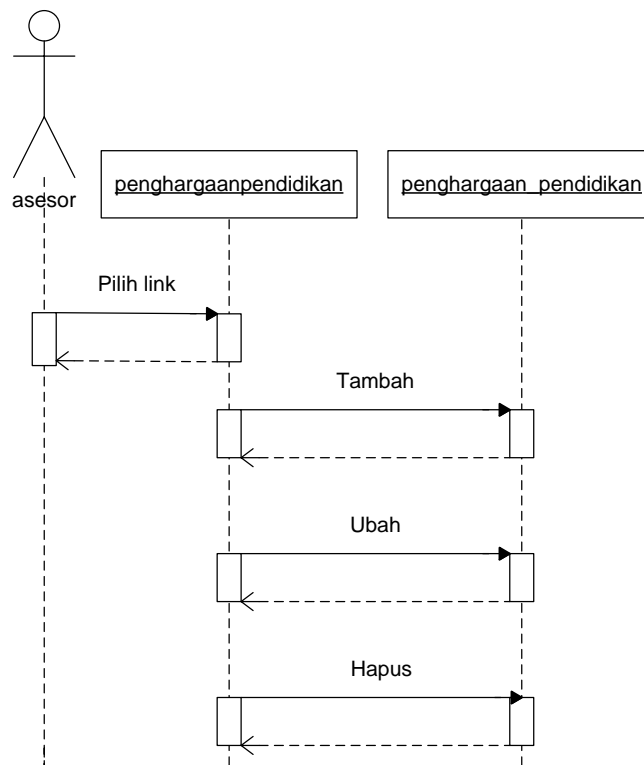 asesor
penghargaanpendidikan
penghargaan_pendidikan
Pilih link
Tambah
Ubah
Hapus